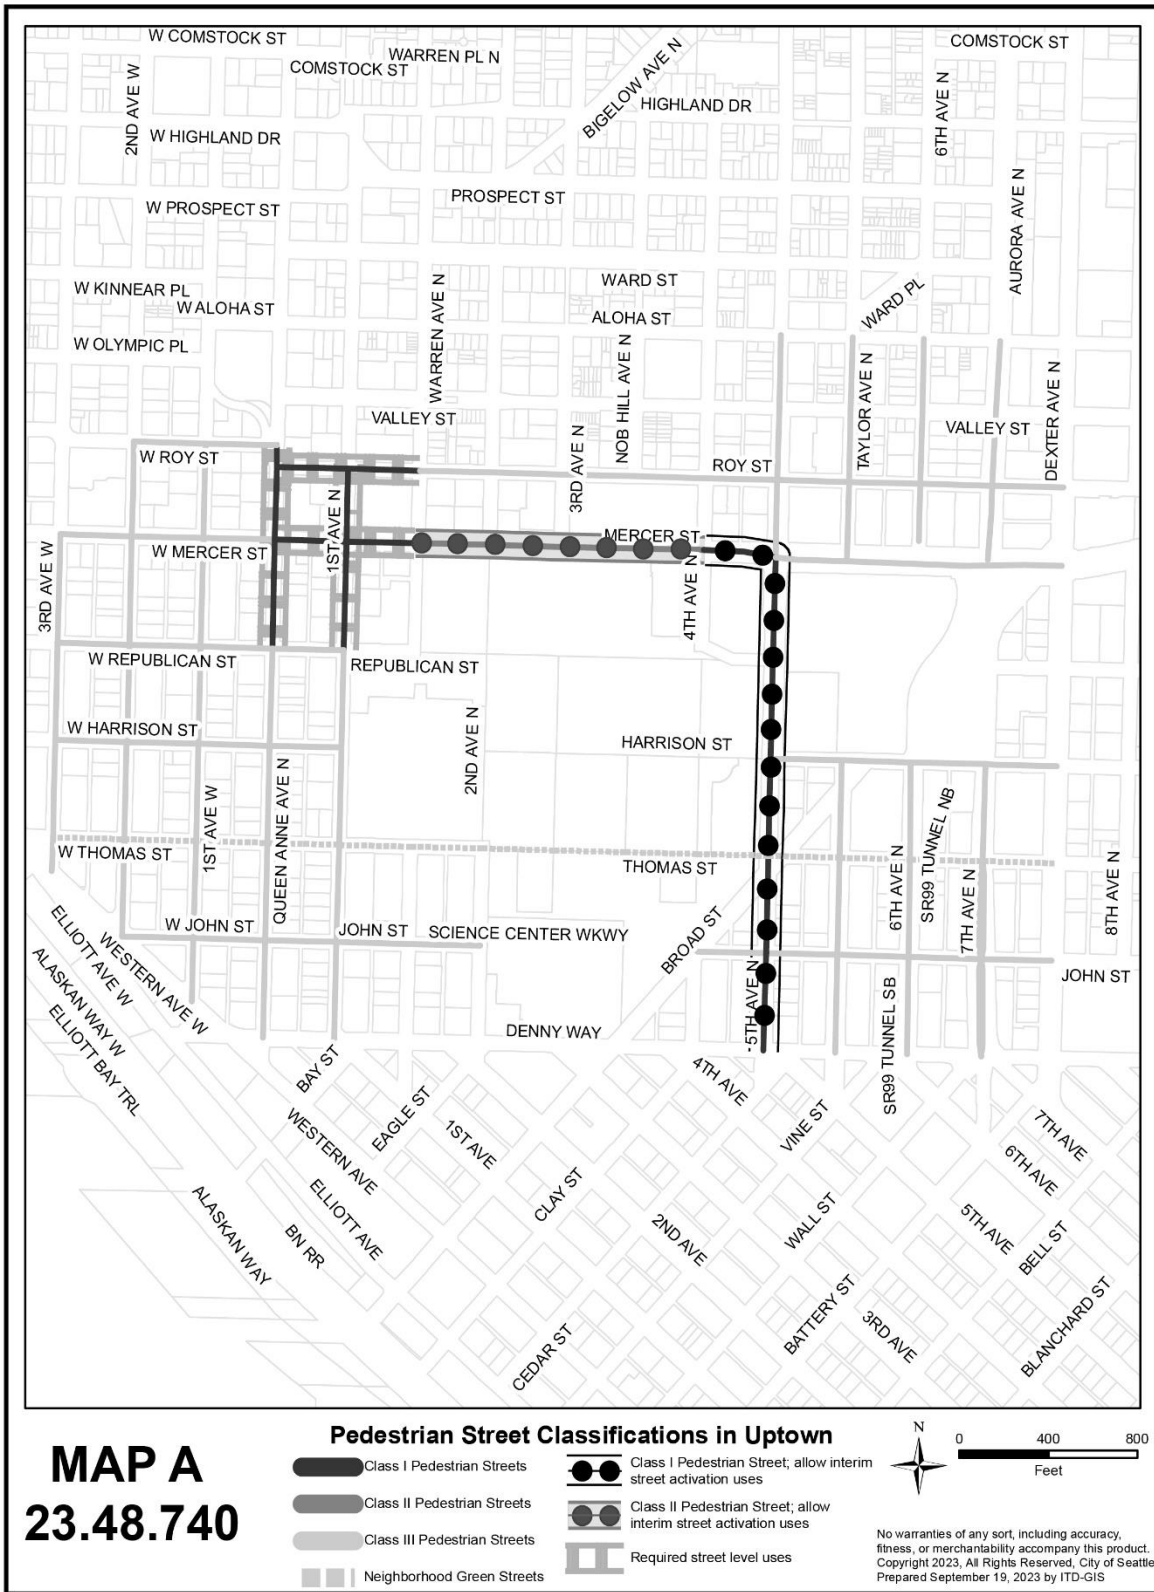 W COMSTOCK ST
WARREN PL N
COMSTOCK ST
COMSTOCK ST
2ND AVE W
BIGELOW AVE N
HIGHLAND DR
6TH AVE N
W HIGHLAND DR
PROSPECT ST
W PROSPECT ST
AURORA AVE N
W KINNEAR PL
W ALOHA ST
WARD ST
WARD PL
ALOHA ST
W OLYMPIC PL
WARREN AVE N
NOB HILL AVE N
TAYLOR AVE N
DEXTER AVE N
VALLEY ST
VALLEY ST
W ROY ST
3RD AVE N
ROY ST
1ST AVE N
MERCER ST
W MERCER ST
3RD AVE W
4TH AVE N
W REPUBLICAN ST
REPUBLICAN ST
W HARRISON ST
2ND AVE N
HARRISON ST
QUEEN ANNE AVE N
1ST AVE W
SR99 TUNNEL NB
W THOMAS ST
THOMAS ST
6TH AVE N
7TH AVE N
8TH AVE N
W JOHN ST
JOHN ST
SCIENCE CENTER WKWY
BROAD ST
ELLIOTT AVE W
WESTERN AVE W
ALASKAN WAY W
ELLIOTT BAY TRL
5TH AVE N
JOHN ST
SR99 TUNNEL SB
DENNY WAY
BAY ST
4TH AVE
EAGLE ST
WESTERN AVE
1ST AVE
VINE ST
7TH AVE
6TH AVE
CLAY ST
ELLIOTT AVE
ALASKAN WAY
BN RR
2ND AVE
WALL ST
5TH AVE
BELL ST
BATTERY ST
3RD AVE
BLANCHARD ST
CEDAR ST
MAP A
23.48.740
Pedestrian Street Classifications in Uptown
Class I Pedestrian Streets
Class II Pedestrian Streets
Class III Pedestrian Streets
Neighborhood Green Streets
Class I Pedestrian Street; allow interim
street activation uses
Class II Pedestrian Street; allow
interim street activation uses
Required street level uses
N
0 400 800
Feet
No warranties of any sort, including accuracy,
fitness, or merchantability accompany this product.
Copyright 2023, All Rights Reserved, City of Seattle
Prepared September 19, 2023 by ITD-GIS